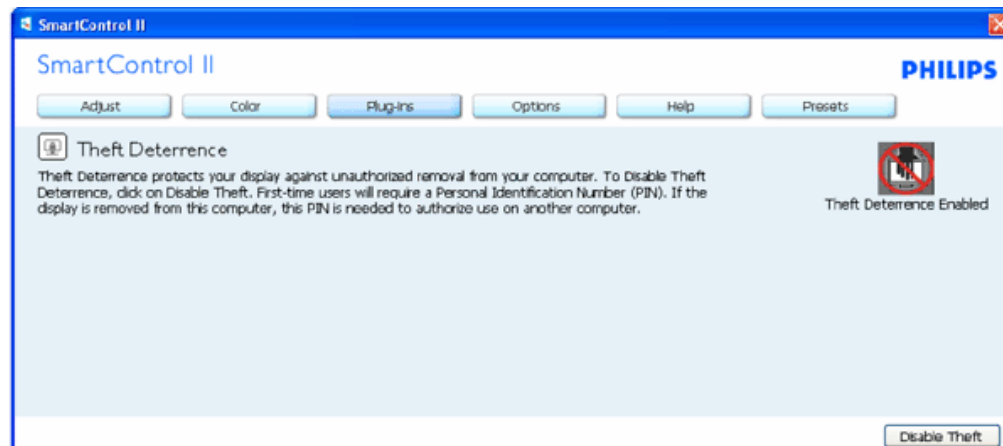 SmartControl II
SmartControl II
PHILIPS
Adjust Color Plug-Ins Options Help Presets
Theft Deterrence
Theft Deterrence protects your display against unauthorized removal from your computer. To Disable Theft
Deterrence, click on Disable Theft. First-time users will require a Personal Identification Number (PIN). If the
display is removed from this computer, this PIN is needed to authorize use on another computer.
Theft Deterrence Enabled
Disable Theft